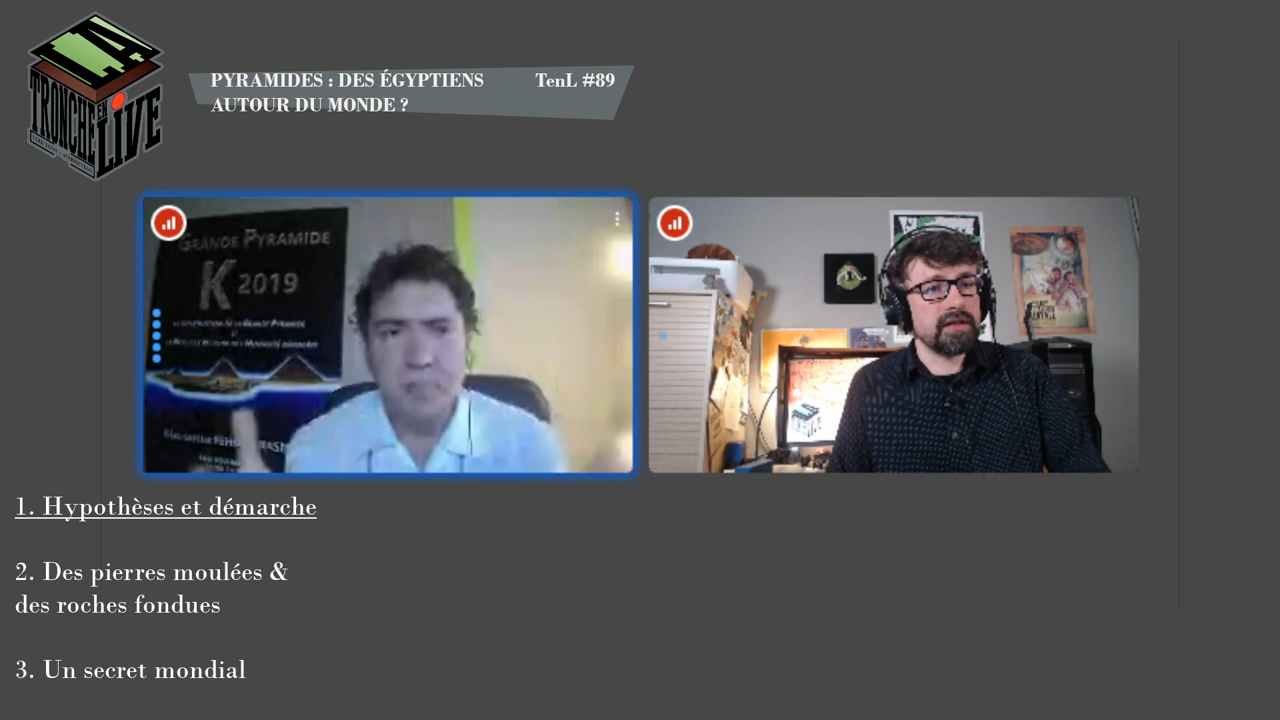 LA
TRONCHE
EN
LIVE
PYRAMIDES : DES ÉGYPTIENS
AUTOUR DU MONDE ?
TenL #89
GRANDE PYRAMIDE
K 2019
1. Hypothèses et démarche
2. Des pierres moulées &
des roches fondues
3. Un secret mondial